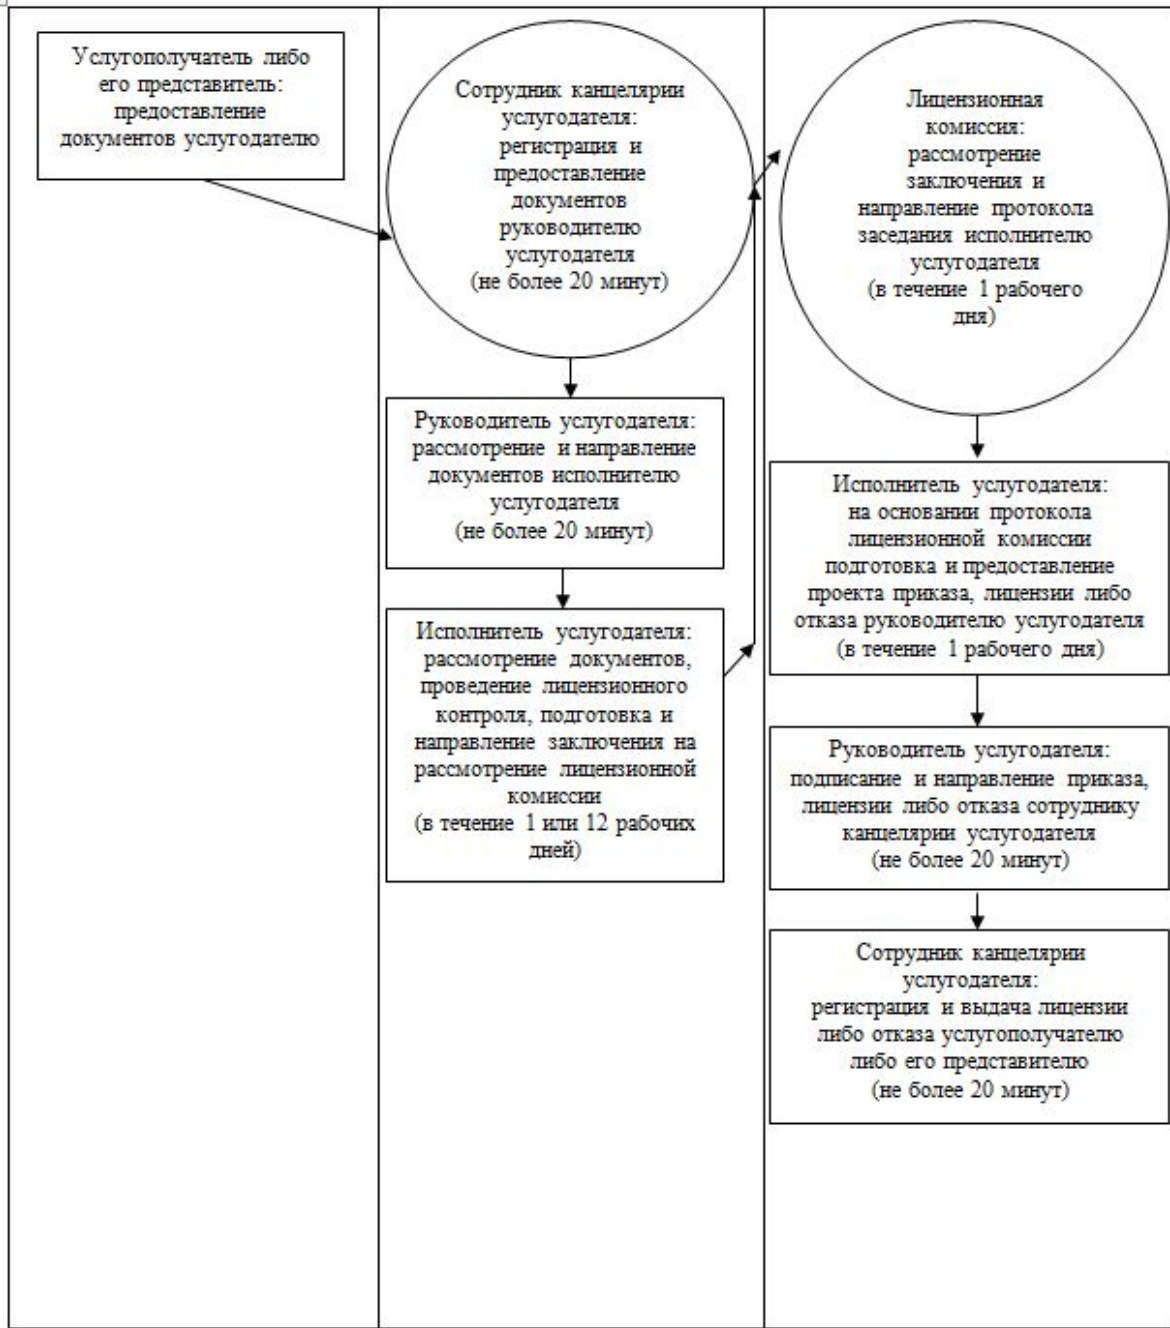 Услугополучатель либо
его представитель:
предоставление
документов услугодателю
Сотрудник канцелярии
услугодателя:
регистрация и
предоставление
документов
руководителю
услугодателя
(не более 20 минут)
Руководитель услугодателя:
рассмотрение и направление
документов исполнителю
услугодателя
(не более 20 минут)
Исполнитель услугодателя:
рассмотрение документов,
проведение лицензионного
контроля, подготовка и
направление заключения на
рассмотрение лицензионной
комиссии
(в течение 1 или 12 рабочих
дней)
Лицензионная
комиссия:
рассмотрение
заключения и
направление протокола
заседания исполнителю
услугодателя
(в течение 1 рабочего
дня)
Исполнитель услугодателя:
на основании протокола
лицензионной комиссии
подготовка и предоставление
проекта приказа, лицензии либо
отказа руководителю услугодателя
(в течение 1 рабочего дня)
Руководитель услугодателя:
подписание и направление приказа,
лицензии либо отказа сотруднику
канцелярии услугодателя
(не более 20 минут)
Сотрудник канцелярии
услугодателя:
регистрация и выдача лицензии
либо отказа услугополучателю
либо его представителю
(не более 20 минут)